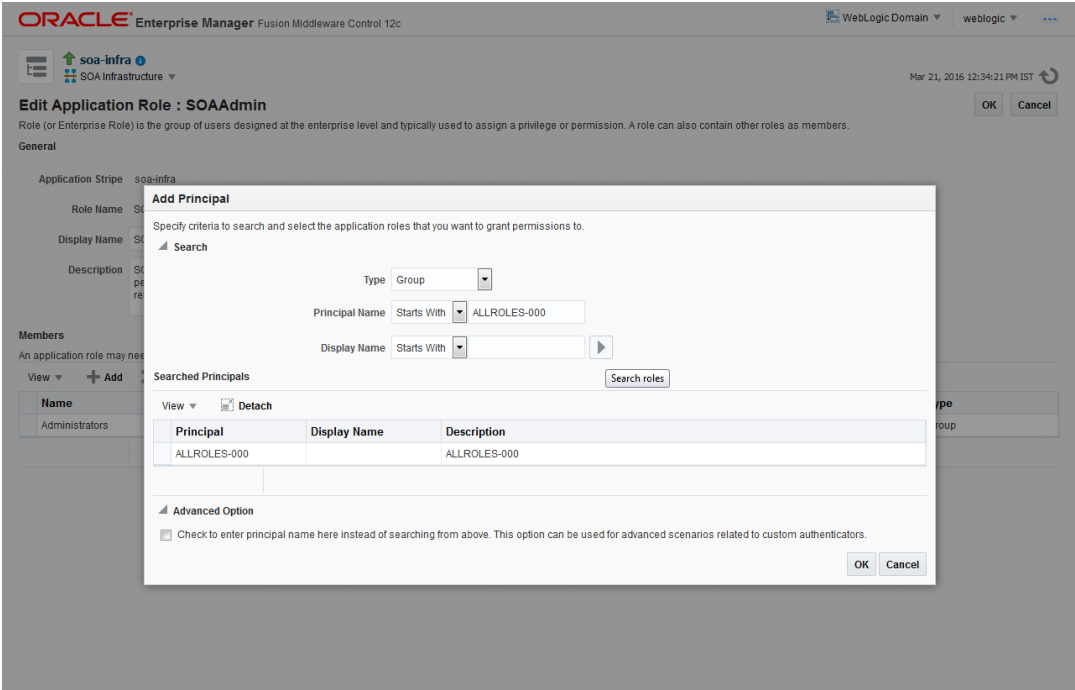 ORACLE Enterprise Manager Fusion Middleware Control 12c
WebLogic Domain weblogic
soa-infra
SOA Infrastructure
Mar 21, 2016 12:34:21 PM IST
Edit Application Role : SOAAdmin
OK Cancel
Role (or Enterprise Role) is the group of users designed at the enterprise level and typically used to assign a privilege or permission. A role can also contain other roles as members.
General
Application Stripe soa-infra
Role Name
Display Name
Description
Add Principal
Specify criteria to search and select the application roles that you want to grant permissions to.
Search
Type Group
Principal Name Starts With ALLROLES-000
Display Name Starts With
Search roles
Searched Principals
View Detach
Principal Display Name Description
ALLROLES-000 ALLROLES-000
Advanced Option
Check to enter principal name here instead of searching from above. This option can be used for advanced scenarios related to custom authenticators.
OK Cancel
Members
An application role may
View Add
Name
Administrators